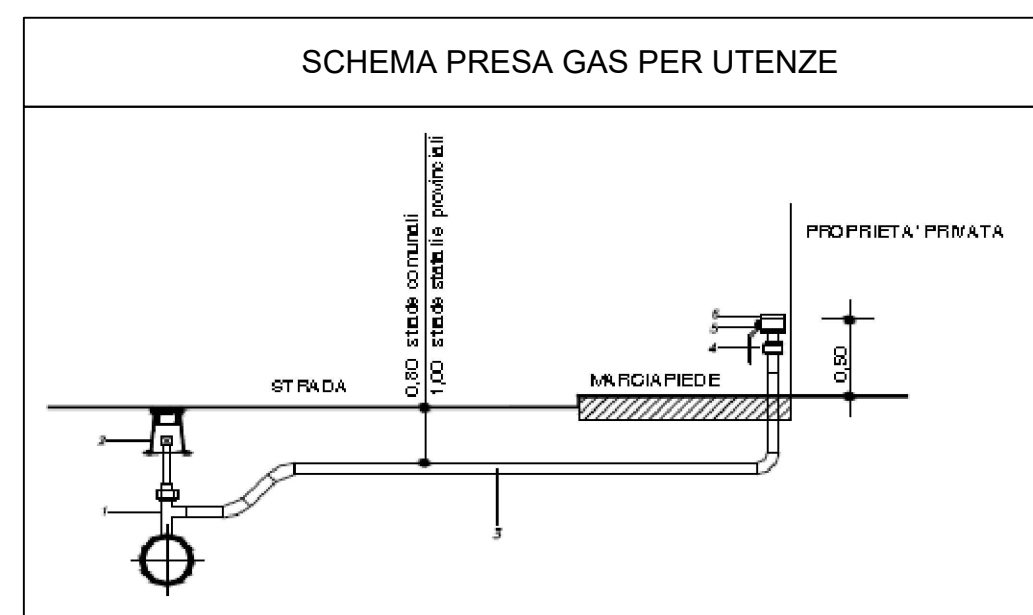 SCHEMA PRESA GAS PER UTENZE
0,80 strade comunali
1,00 strade statali e provinciali
PROPRIETA' PRIVATA
6
5
4
0,50
STRADA
MARCIAPIEDE
2
1
3